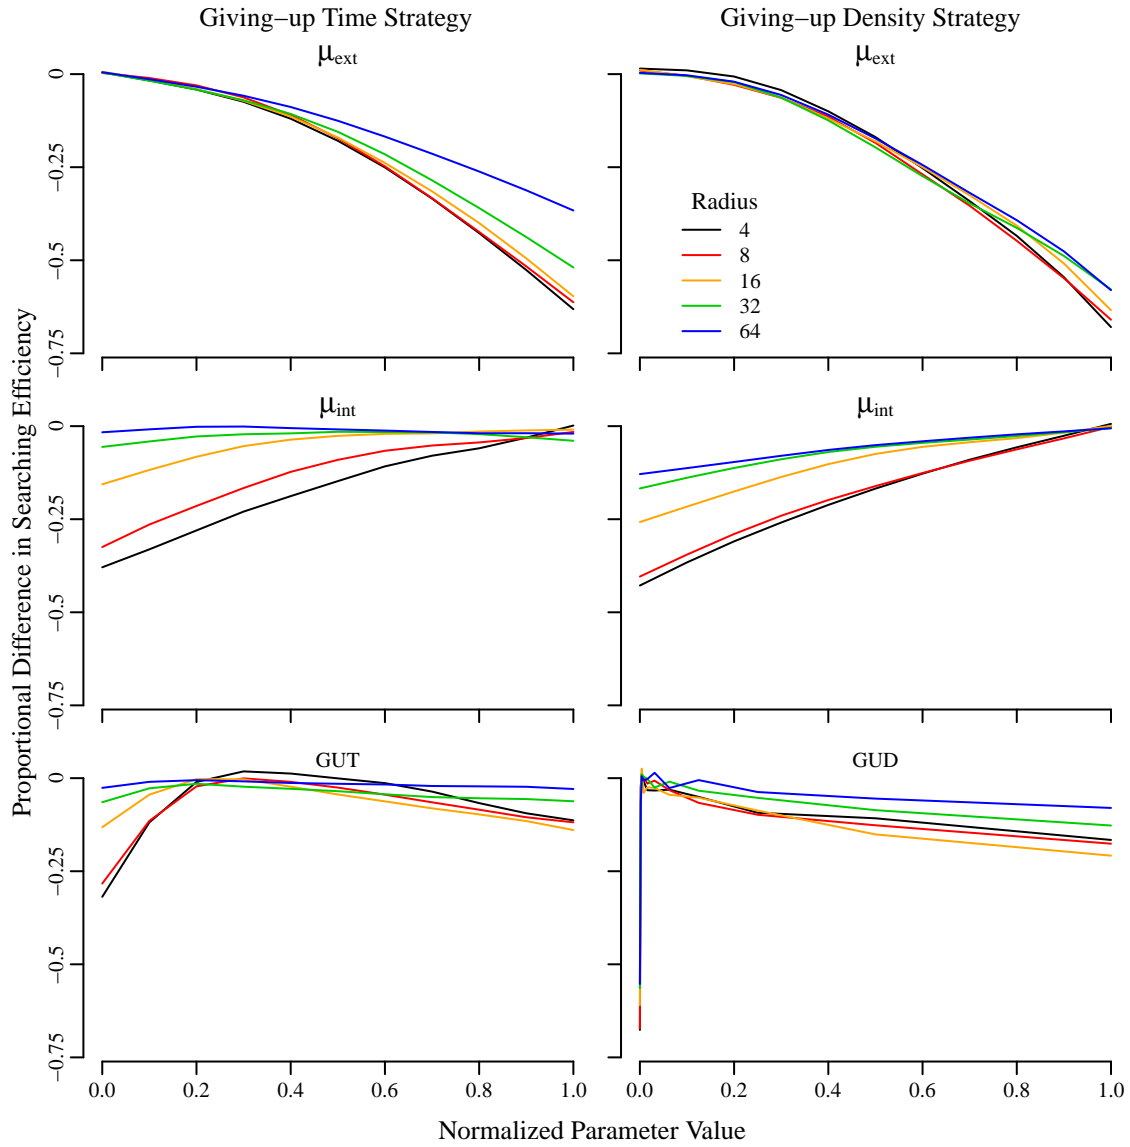 Giving−up Time Strategy
Giving−up Density Strategy
μext
μext
0
−0.25
−0.5
−0.75
Radius
4
8
16
32
64
Proportional Difference in Searching Efficiency
μint
μint
0
−0.25
−0.5
−0.75
GUT
GUD
0
−0.25
−0.5
−0.75
0.0 0.2 0.4 0.6 0.8 1.0
0.0 0.2 0.4 0.6 0.8 1.0
Normalized Parameter Value